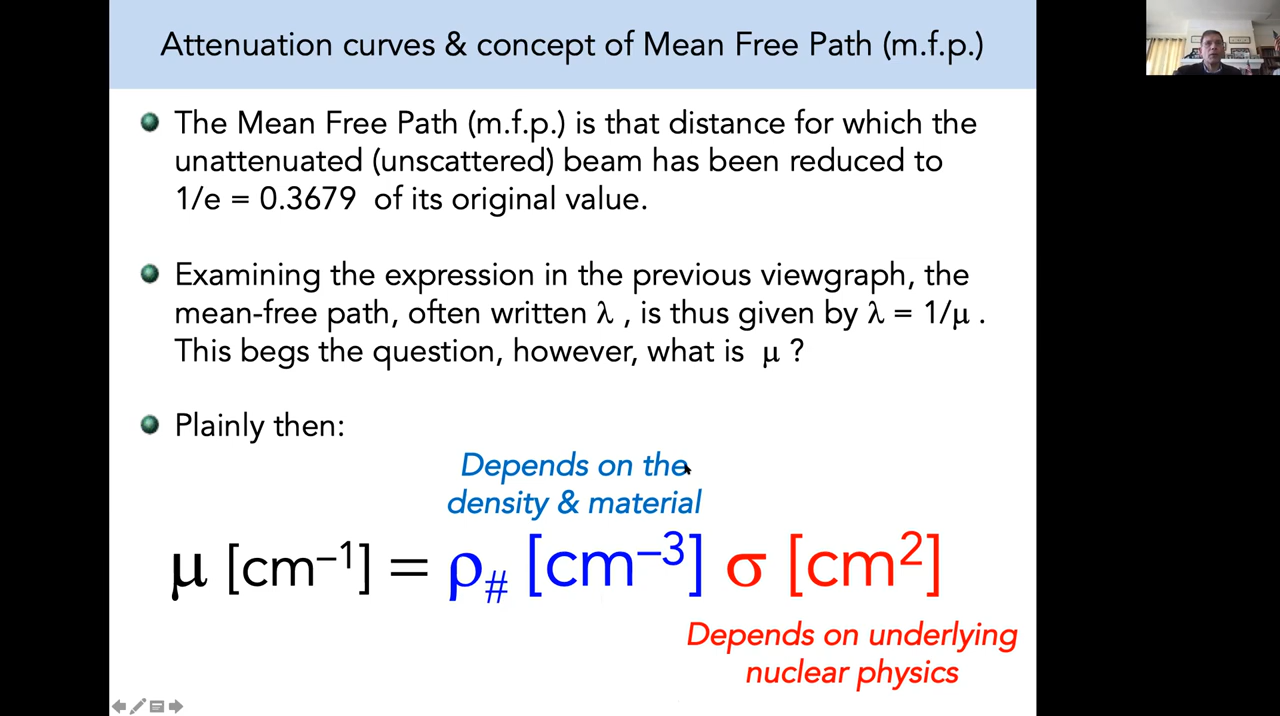 Attenuation curves & concept of Mean Free Path (m.f.p.)
The Mean Free Path (m.f.p.) is that distance for which the
unattenuated (unscattered) beam has been reduced to
1/e = 0.3679 of its original value.
Examining the expression in the previous viewgraph, the
mean-free path, often written λ , is thus given by λ = 1/μ .
This begs the question, however, what is μ ?
Plainly then:
Depends on the
density & material
μ [cm⁻¹] = ρ# [cm⁻³] σ [cm²]
Depends on underlying
nuclear physics